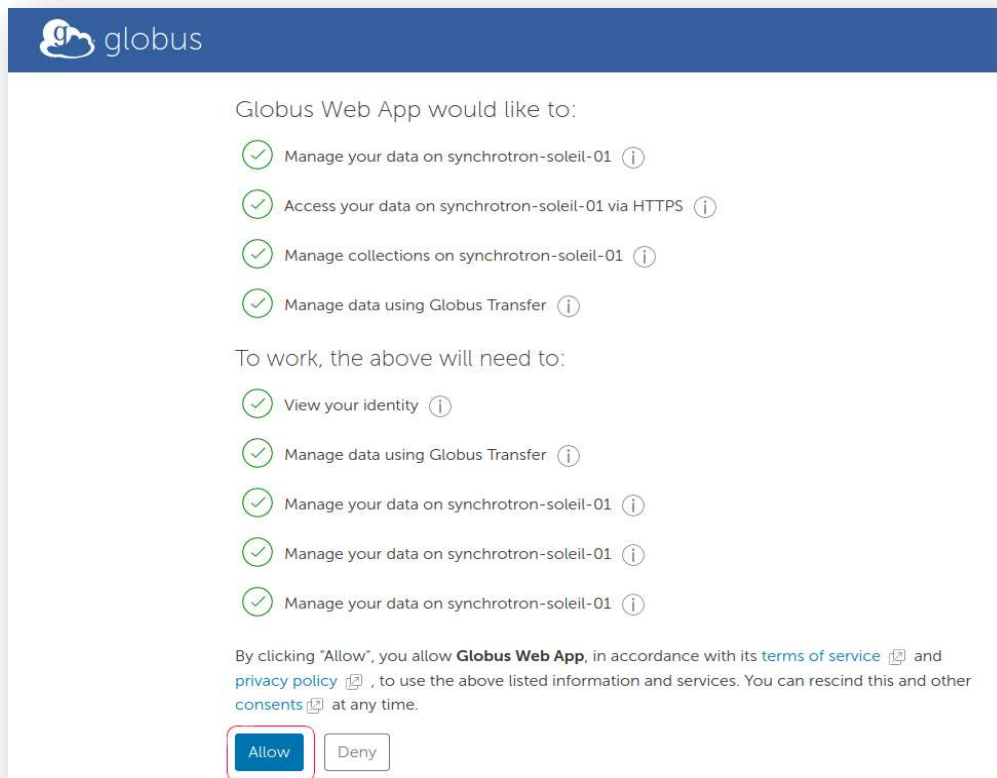 globus
Globus Web App would like to:
Manage your data on synchrotron-soleil-01
Access your data on synchrotron-soleil-01 via HTTPS
Manage collections on synchrotron-soleil-01
Manage data using Globus Transfer
To work, the above will need to:
View your identity
Manage data using Globus Transfer
Manage your data on synchrotron-soleil-01
Manage your data on synchrotron-soleil-01
Manage your data on synchrotron-soleil-01
By clicking "Allow", you allow Globus Web App, in accordance with its terms of service and
privacy policy , to use the above listed information and services. You can rescind this and other
consents at any time.
Allow Deny